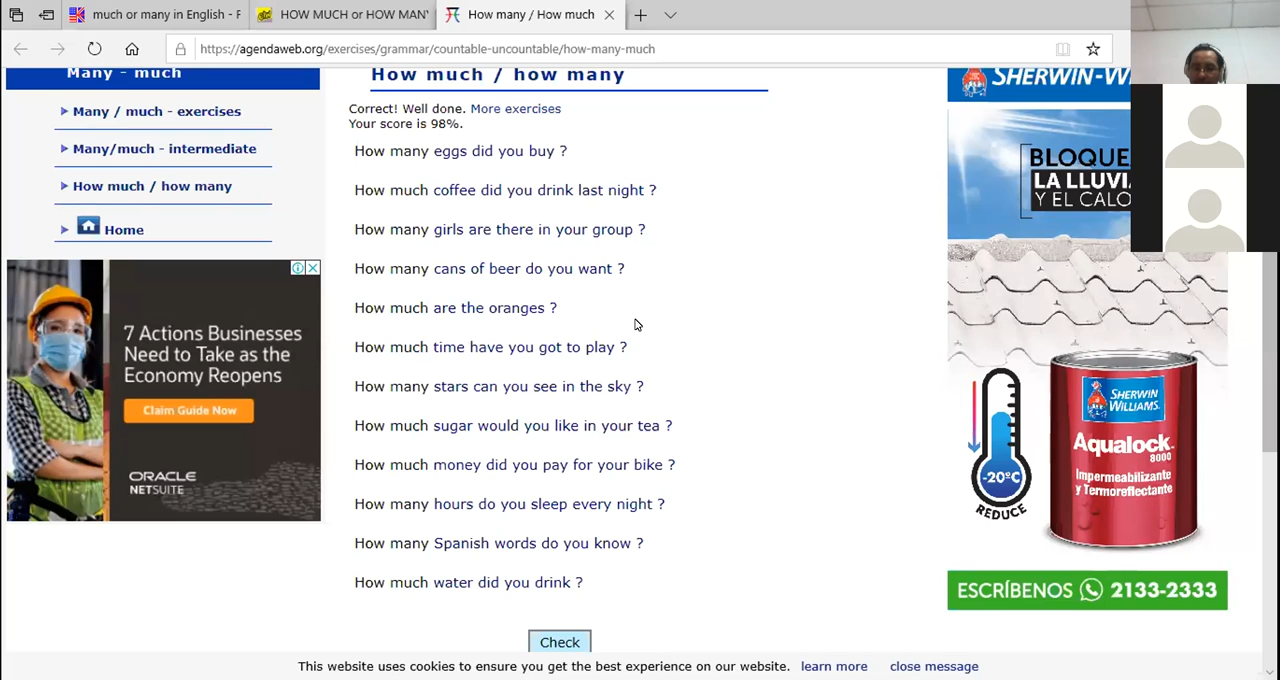 much or many in English - F
HOW MUCH or HOW MANY
How many / How much
https://agendaweb.org/exercises/grammar/countable-uncountable/how-many-much
Many - much
Many / much - exercises
Many/much - intermediate
How much / how many
Home
7 Actions Businesses
Need to Take as the
Economy Reopens
Claim Guide Now
ORACLE
NETSUITE
How much / how many
Correct! Well done. More exercises
Your score is 98%.
How many eggs did you buy ?
How much coffee did you drink last night ?
How many girls are there in your group ?
How many cans of beer do you want ?
How much are the oranges ?
How much time have you got to play ?
How many stars can you see in the sky ?
How much sugar would you like in your tea ?
How much money did you pay for your bike ?
How many hours do you sleep every night ?
How many Spanish words do you know ?
How much water did you drink ?
Check
SHERWIN-W
BLOQUE
LA LLUVI
Y EL CALO
-20ºC
REDUCE
SHERWIN
WILLIAMS
Aqualock
8000
Impermeabilizante
y Termoreflectante
ESCRÍBENOS 2133-2333
This website uses cookies to ensure you get the best experience on our website. learn more close message